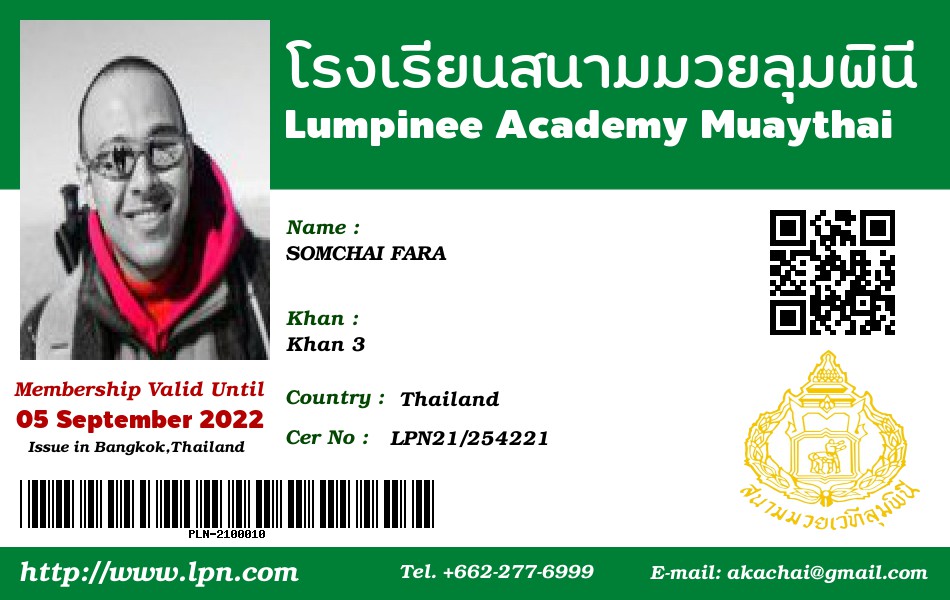 โรงเรียนสนามมวยลุมพินี
Lumpinee Academy Muaythai
Name :
SOMCHAI FARA
Khan :
Khan 3
Country : Thailand
Cer No : LPN21/254221
Membership Valid Until
05 September 2022
Issue in Bangkok,Thailand
PLN-2100010
สนามมวยเวทีลุมพินี
http://www.lpn.com
Tel. +662-277-6999
E-mail: akachai@gmail.com